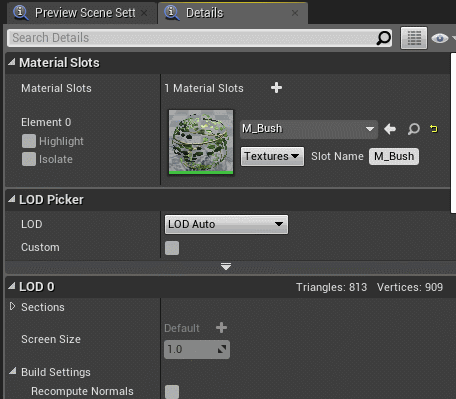 Preview Scene Sett
Details
Search Details
Material Slots
Material Slots
1 Material Slots
Element 0
Highlight
Isolate
M_Bush
Textures
Slot Name
M_Bush
LOD Picker
LOD
LOD Auto
Custom
LOD 0
Triangles: 813
Vertices: 909
Sections
Screen Size
Default
1.0
Build Settings
Recompute Normals